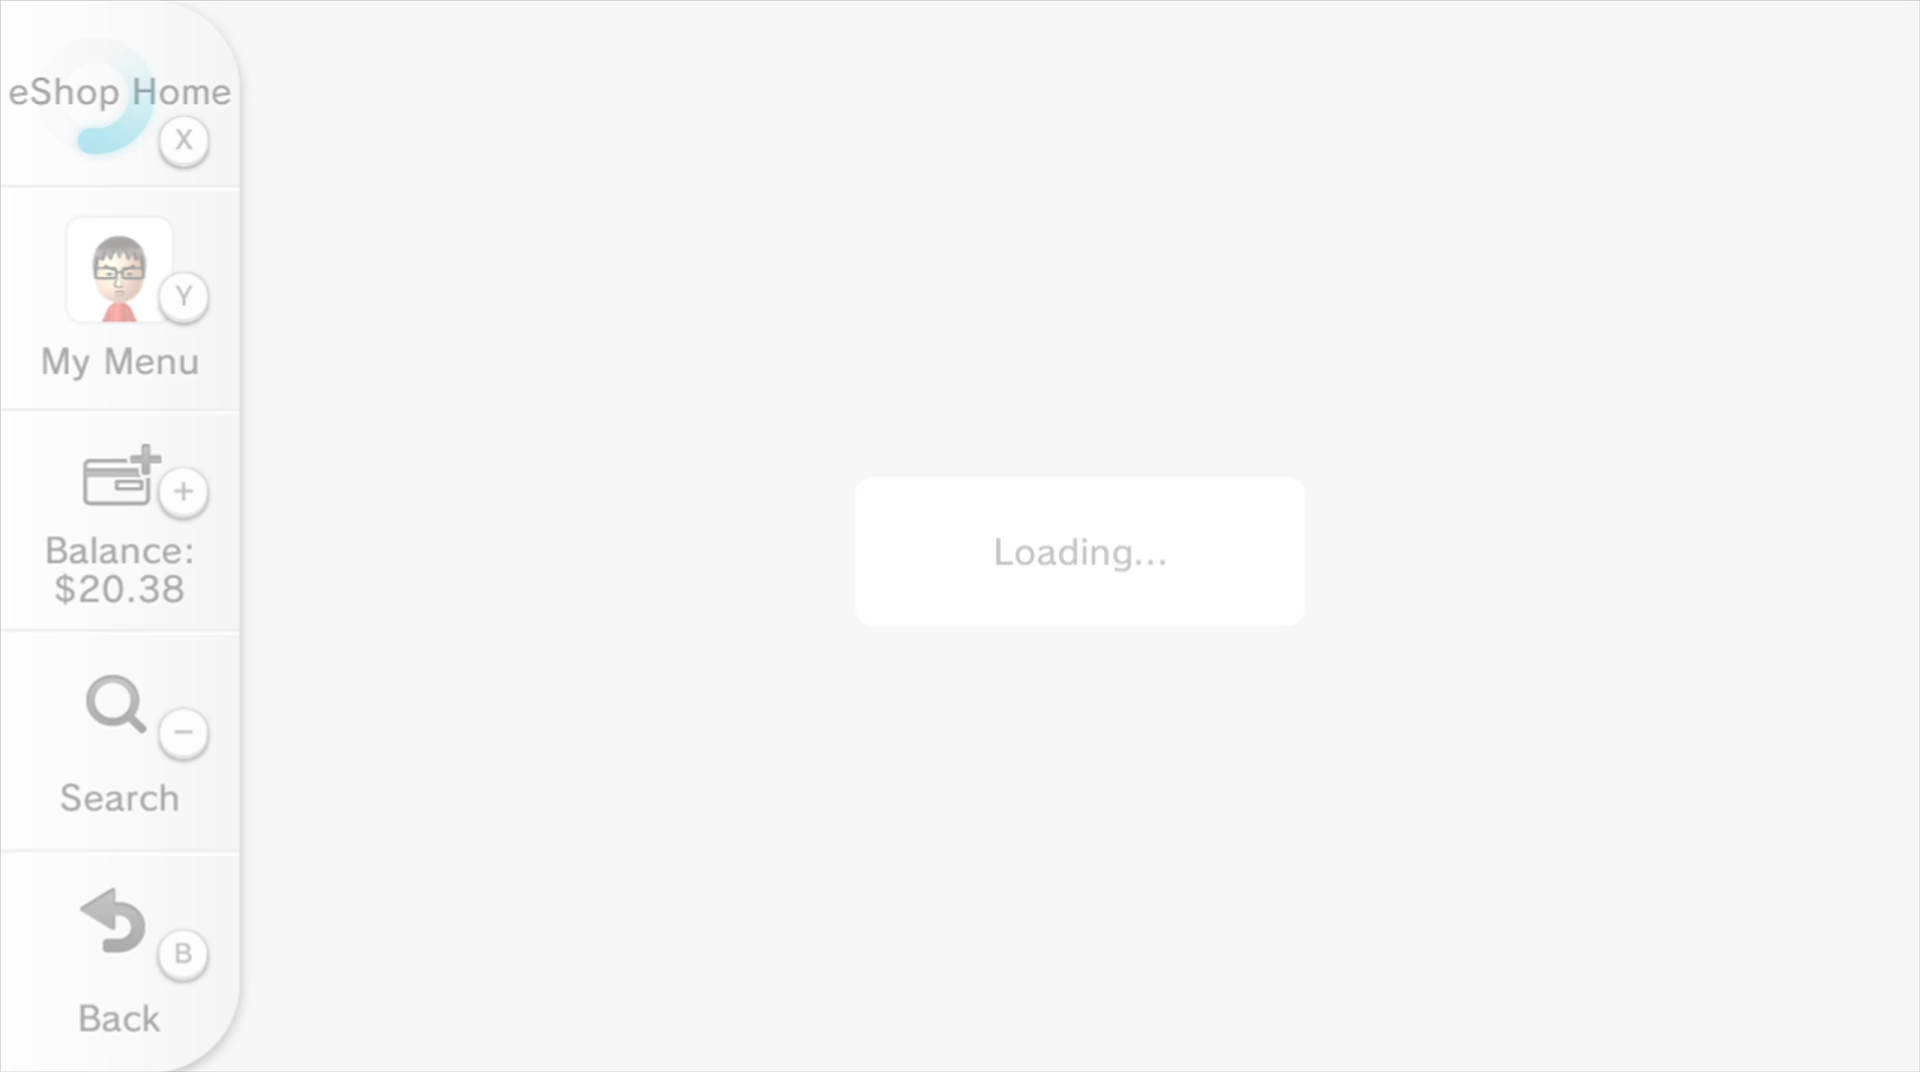 eShop Home
X
Y
My Menu
+
Balance:
$20.38
−
Search
B
Back
Loading...